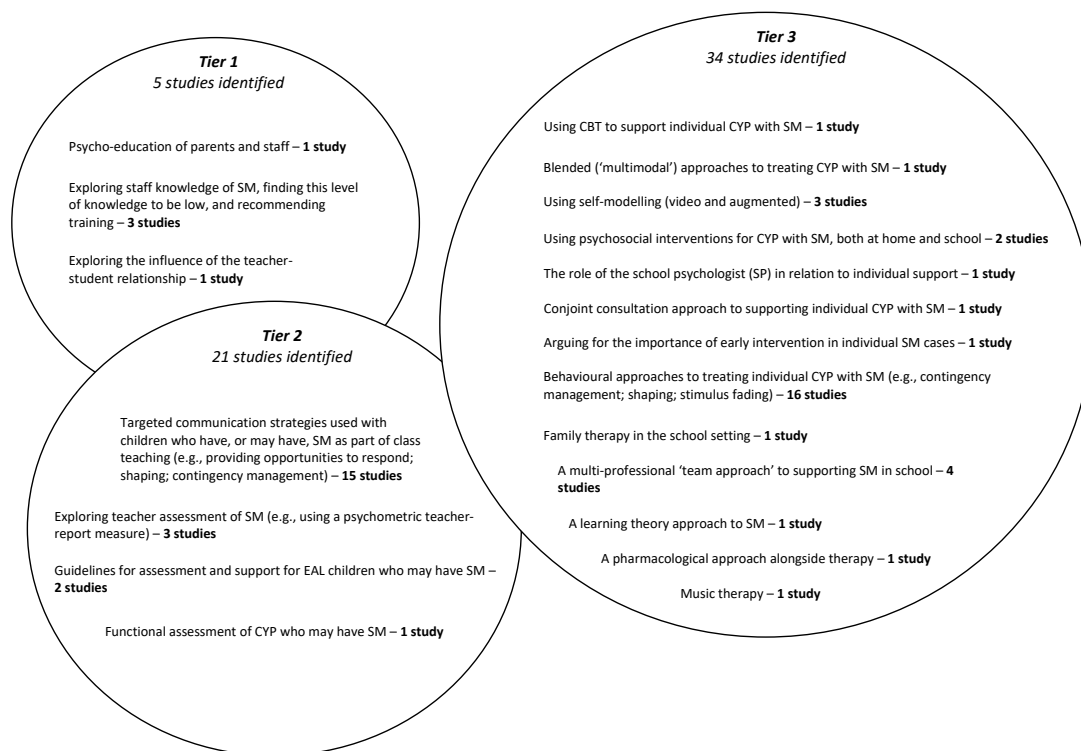 Tier 1
5 studies identified
Psycho-education of parents and staff – 1 study
Exploring staff knowledge of SM, finding this level
of knowledge to be low, and recommending
training – 3 studies
Exploring the influence of the teacher-
student relationship – 1 study
Tier 2
21 studies identified
Targeted communication strategies used with
children who have, or may have, SM as part of class
teaching (e.g., providing opportunities to respond;
shaping; contingency management) – 15 studies
Exploring teacher assessment of SM (e.g., using a psychometric teacher-
report measure) – 3 studies
Guidelines for assessment and support for EAL children who may have SM –
2 studies
Functional assessment of CYP who may have SM – 1 study
Tier 3
34 studies identified
Using CBT to support individual CYP with SM – 1 study
Blended (‘multimodal’) approaches to treating CYP with SM – 1 study
Using self-modelling (video and augmented) – 3 studies
Using psychosocial interventions for CYP with SM, both at home and school – 2 studies
The role of the school psychologist (SP) in relation to individual support – 1 study
Conjoint consultation approach to supporting individual CYP with SM – 1 study
Arguing for the importance of early intervention in individual SM cases – 1 study
Behavioural approaches to treating individual CYP with SM (e.g., contingency
management; shaping; stimulus fading) – 16 studies
Family therapy in the school setting – 1 study
A multi-professional ‘team approach’ to supporting SM in school – 4
studies
A learning theory approach to SM – 1 study
A pharmacological approach alongside therapy – 1 study
Music therapy – 1 study